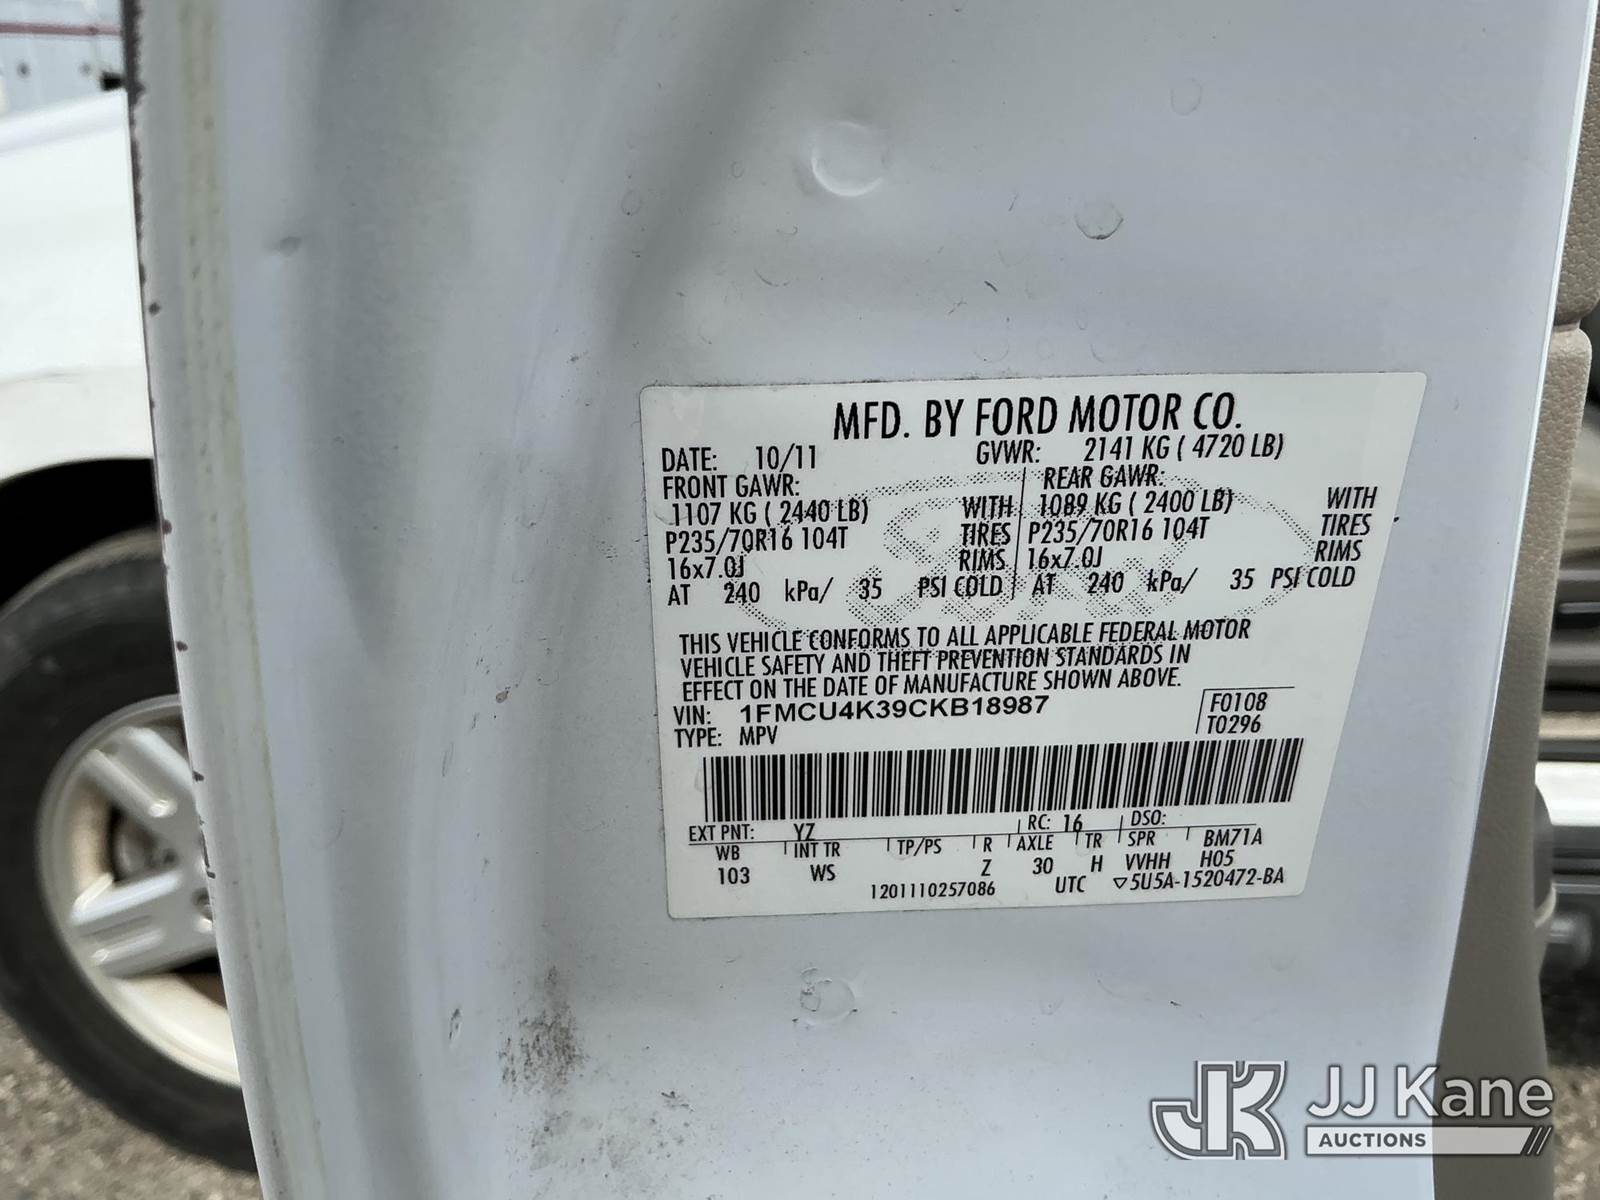 MFD. BY FORD MOTOR CO.
DATE: 10/11 GVWR: 2141 KG ( 4720 LB)
FRONT GAWR: REAR GAWR:
1107 KG ( 2440 LB) WITH 1089 KG ( 2400 LB) WITH
P235/70R16 104T TIRES P235/70R16 104T TIRES
16x7.0J RIMS 16x7.0J RIMS
AT 240 kPa/ 35 PSI COLD AT 240 kPa/ 35 PSI COLD
THIS VEHICLE CONFORMS TO ALL APPLICABLE FEDERAL MOTOR
VEHICLE SAFETY AND THEFT PREVENTION STANDARDS IN
EFFECT ON THE DATE OF MANUFACTURE SHOWN ABOVE.
VIN: 1FMCU4K39CKB18987 F0108
TYPE: MPV T0296
EXT PNT: YZ RC: 16 DSO:
WB INT TR TP/PS R AXLE TR SPR BM71A
103 WS Z 30 H VVHH H05
1201110257086 UTC ▽5U5A-1520472-BA
JK JJ Kane
AUCTIONS